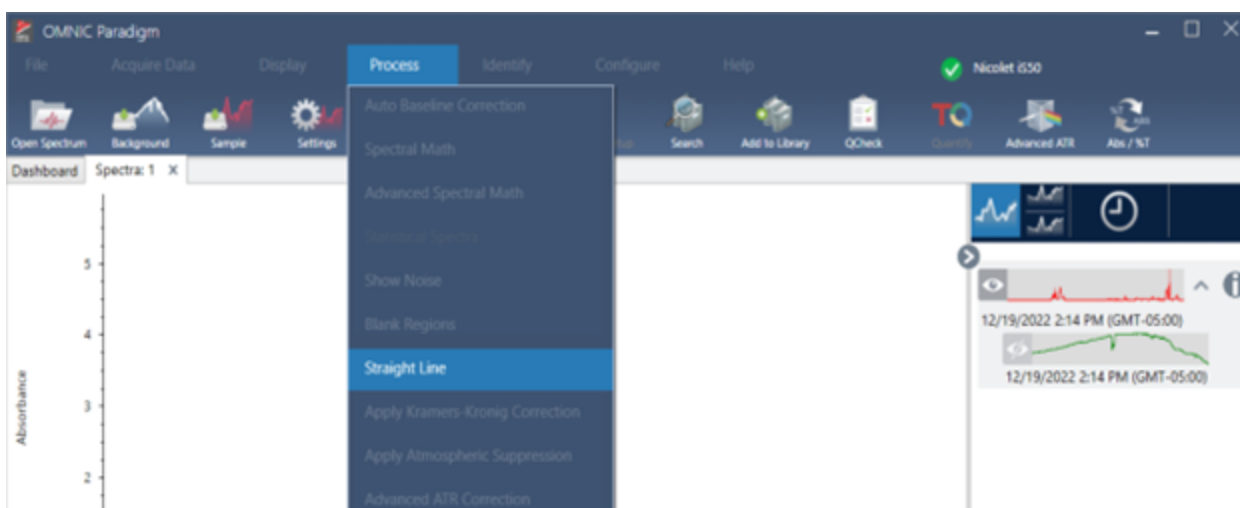 OMNIC Paradigm
File Acquire Data Display Process Identify Configure Help Nicolet iS50
Open Spectrum Background Sample Settings Search Add to Library QCheck TQ Quantify Advanced ATR %T ABS Abs / %T
Dashboard Spectra: 1 X
Auto Baseline Correction
Spectral Math
Advanced Spectral Math
Statistical Spectra
Show Noise
Blank Regions
Straight Line
Apply Kramers-Kronig Correction
Apply Atmospheric Suppression
Advanced ATR Correction
Absorbance
5
4
3
2
12/19/2022 2:14 PM (GMT-05:00)
12/19/2022 2:14 PM (GMT-05:00)